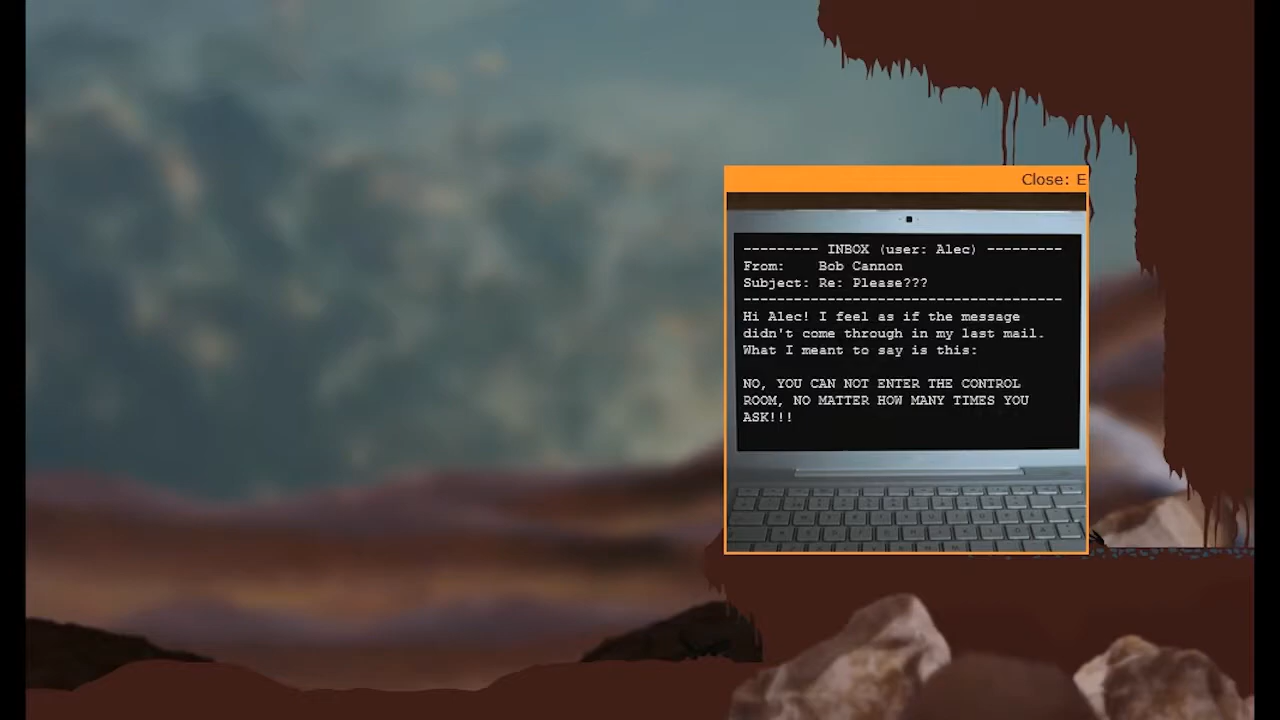 Close: E
--------- INBOX (user: Alec) ---------
From:    Bob Cannon
Subject: Re: Please???
--------------------------------------
Hi Alec! I feel as if the message
didn't come through in my last mail.
What I meant to say is this:
NO, YOU CAN NOT ENTER THE CONTROL
ROOM, NO MATTER HOW MANY TIMES YOU
ASK!!!